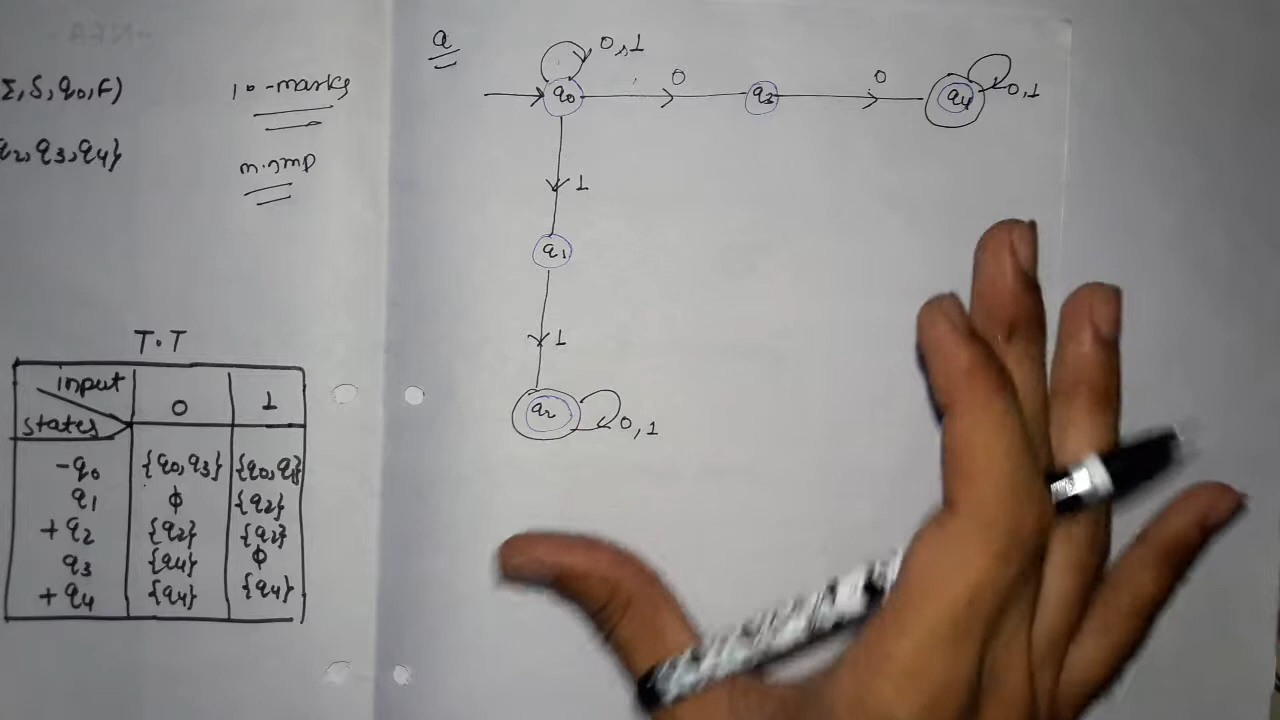 Σ, δ, q0, F)
q2, q3, q4}
10-marks
m.imp
a
0,1
q0
0
q3
0
q4
0,1
1
q1
1
q2
0,1
T.T
input 0 1
states
-q0 {q0,q3} {q0,q1}
q1 ϕ {q2}
+q2 {q2} {q2}
q3 {q4} ϕ
+q4 {q4} {q4}